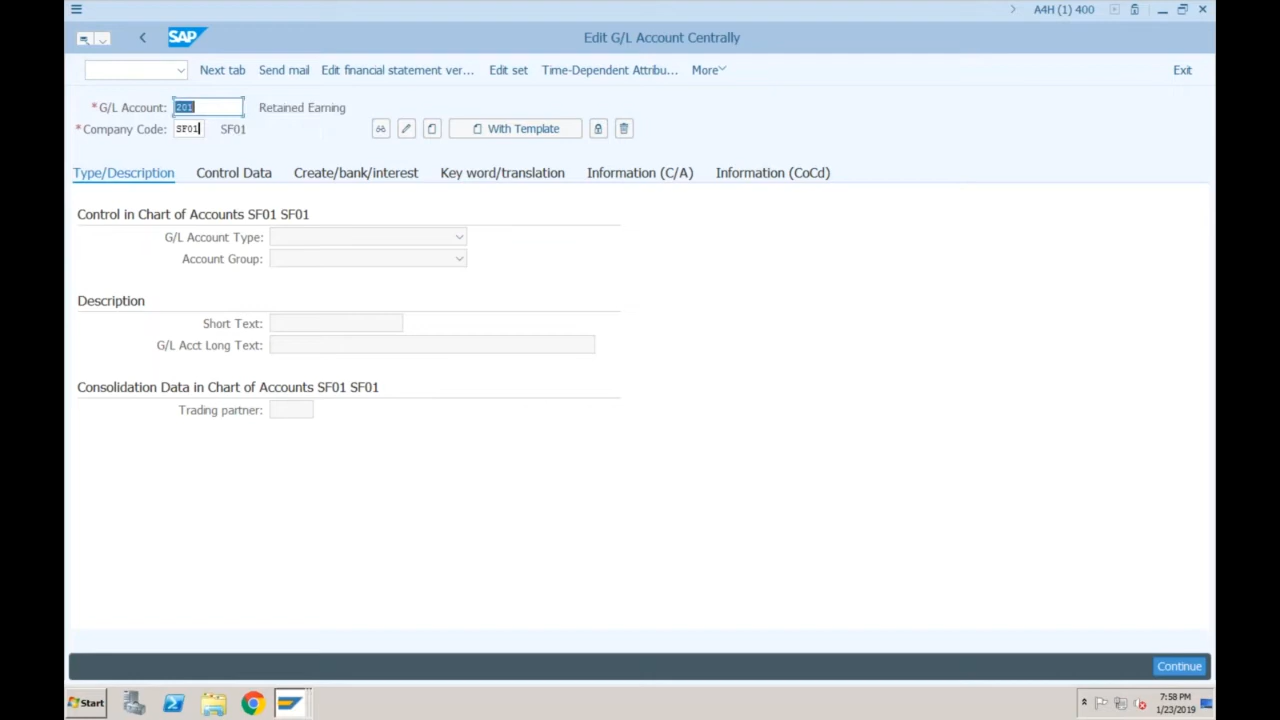 A4H (1) 400
SAP
Edit G/L Account Centrally
Next tab Send mail Edit financial statement ver... Edit set Time-Dependent Attribu... More Exit
*G/L Account: 201 Retained Earning
*Company Code: SF01 SF01
With Template
Type/Description Control Data Create/bank/interest Key word/translation Information (C/A) Information (CoCd)
Control in Chart of Accounts SF01 SF01
G/L Account Type:
Account Group:
Description
Short Text:
G/L Acct Long Text:
Consolidation Data in Chart of Accounts SF01 SF01
Trading partner:
Continue
Start
7:58 PM
1/23/2019